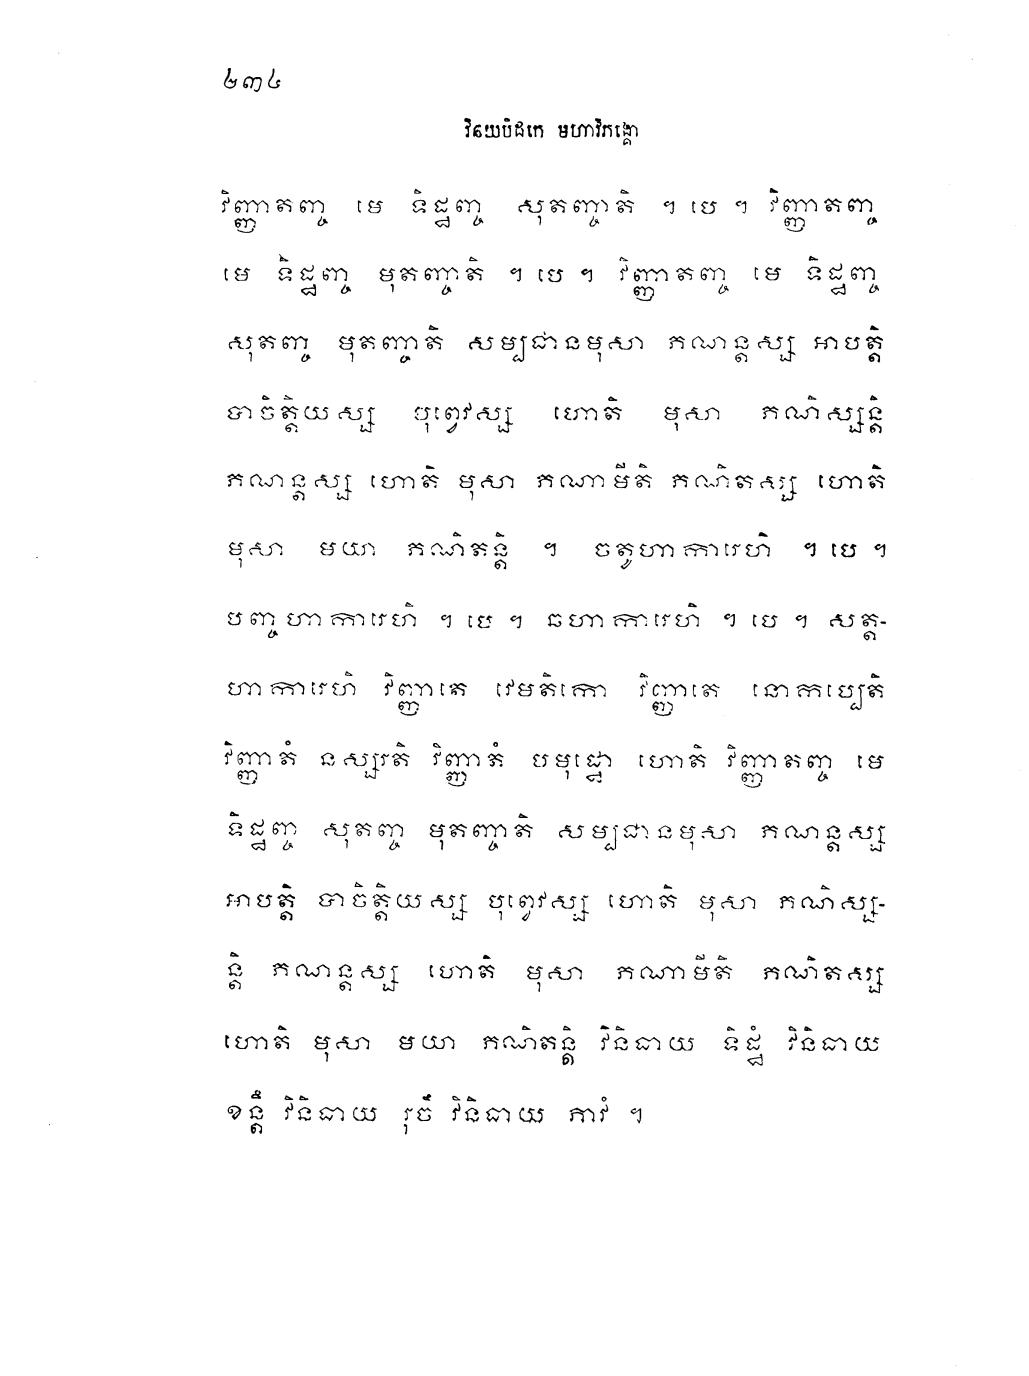 ២៣៤
វិនយបិដកេ មហាវិភង្គោ
វិញ្ញាតញ្ច មេ ទិដ្ឋញ្ច សុតញ្ចាតិ ។ បេ ។ វិញ្ញាតញ្ច
មេ ទិដ្ឋញ្ច មុតញ្ចាតិ ។ បេ ។ វិញ្ញាតញ្ច មេ ទិដ្ឋញ្ច
សុតញ្ច មុតញ្ចាតិ សម្បជានមុសា ភណន្តស្ស អាបត្តិ
បាចិត្តិយស្ស បុព្វេវស្ស ហោតិ មុសា ភណិស្សន្តិ
ភណន្តស្ស ហោតិ មុសា ភណាមីតិ ភណិតស្ស ហោតិ
មុសា មយា ភណិតន្តិ ។ ចតូហាការេហិ ។ បេ ។
បញ្ចហាការេហិ ។ បេ ។ ឆហាការេហិ ។ បេ ។ សត្ត-
ហាការេហិ វិញ្ញាតេ វេមតិកោ វិញ្ញាតេ នោកប្បេតិ
វិញ្ញាតំ នស្សរតិ វិញ្ញាតំ បមុដ្ឋោ ហោតិ វិញ្ញាតញ្ច មេ
ទិដ្ឋញ្ច សុតញ្ច មុតញ្ចាតិ សម្បជានមុសា ភណន្តស្ស
អាបត្តិ បាចិត្តិយស្ស បុព្វេវស្ស ហោតិ មុសា ភណិស្ស-
ន្តិ ភណន្តស្ស ហោតិ មុសា ភណាមីតិ ភណិតស្ស
ហោតិ មុសា មយា ភណិតន្តិ វិនិធាយ ទិដ្ឋឹ វិនិធាយ
ខន្តឹ វិនិធាយ រុចឹ វិនិធាយ ភាវំ ។